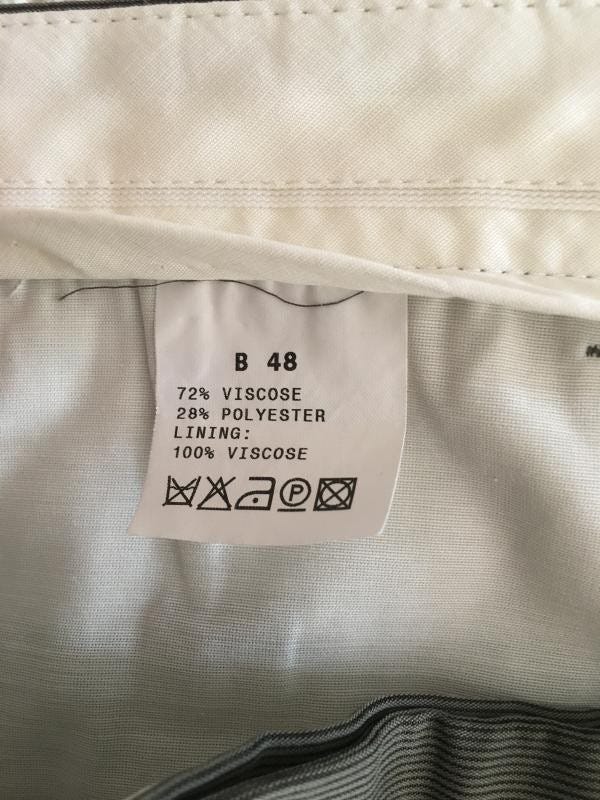 B 48
72% VISCOSE
28% POLYESTER
LINING:
100% VISCOSE
P